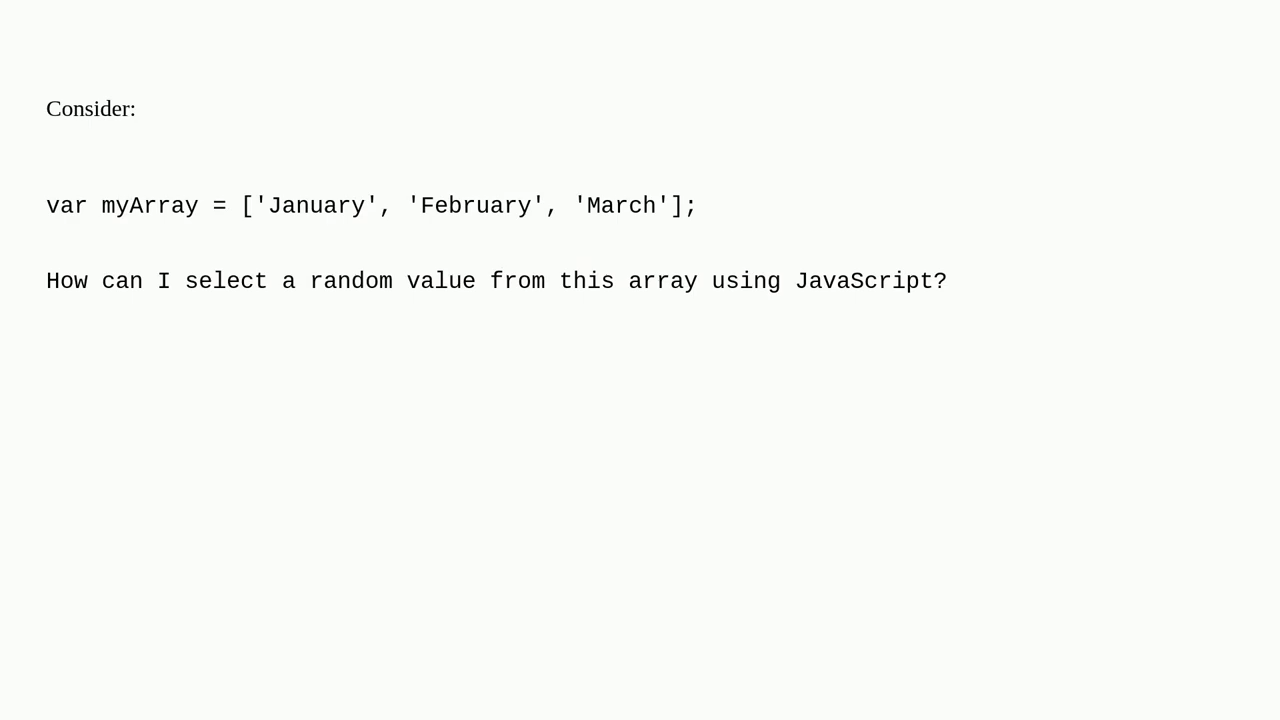 Consider:
var myArray = ['January', 'February', 'March'];
How can I select a random value from this array using JavaScript?